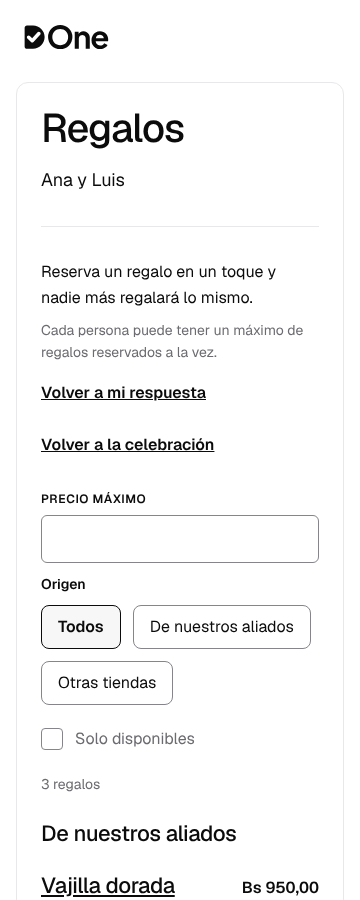 One
Regalos
Ana y Luis
Reserva un regalo en un toque y
nadie más regalará lo mismo.
Cada persona puede tener un máximo de
regalos reservados a la vez.
Volver a mi respuesta
Volver a la celebración
PRECIO MÁXIMO
Origen
Todos
De nuestros aliados
Otras tiendas
Solo disponibles
3 regalos
De nuestros aliados
Vajilla dorada Bs 950,00